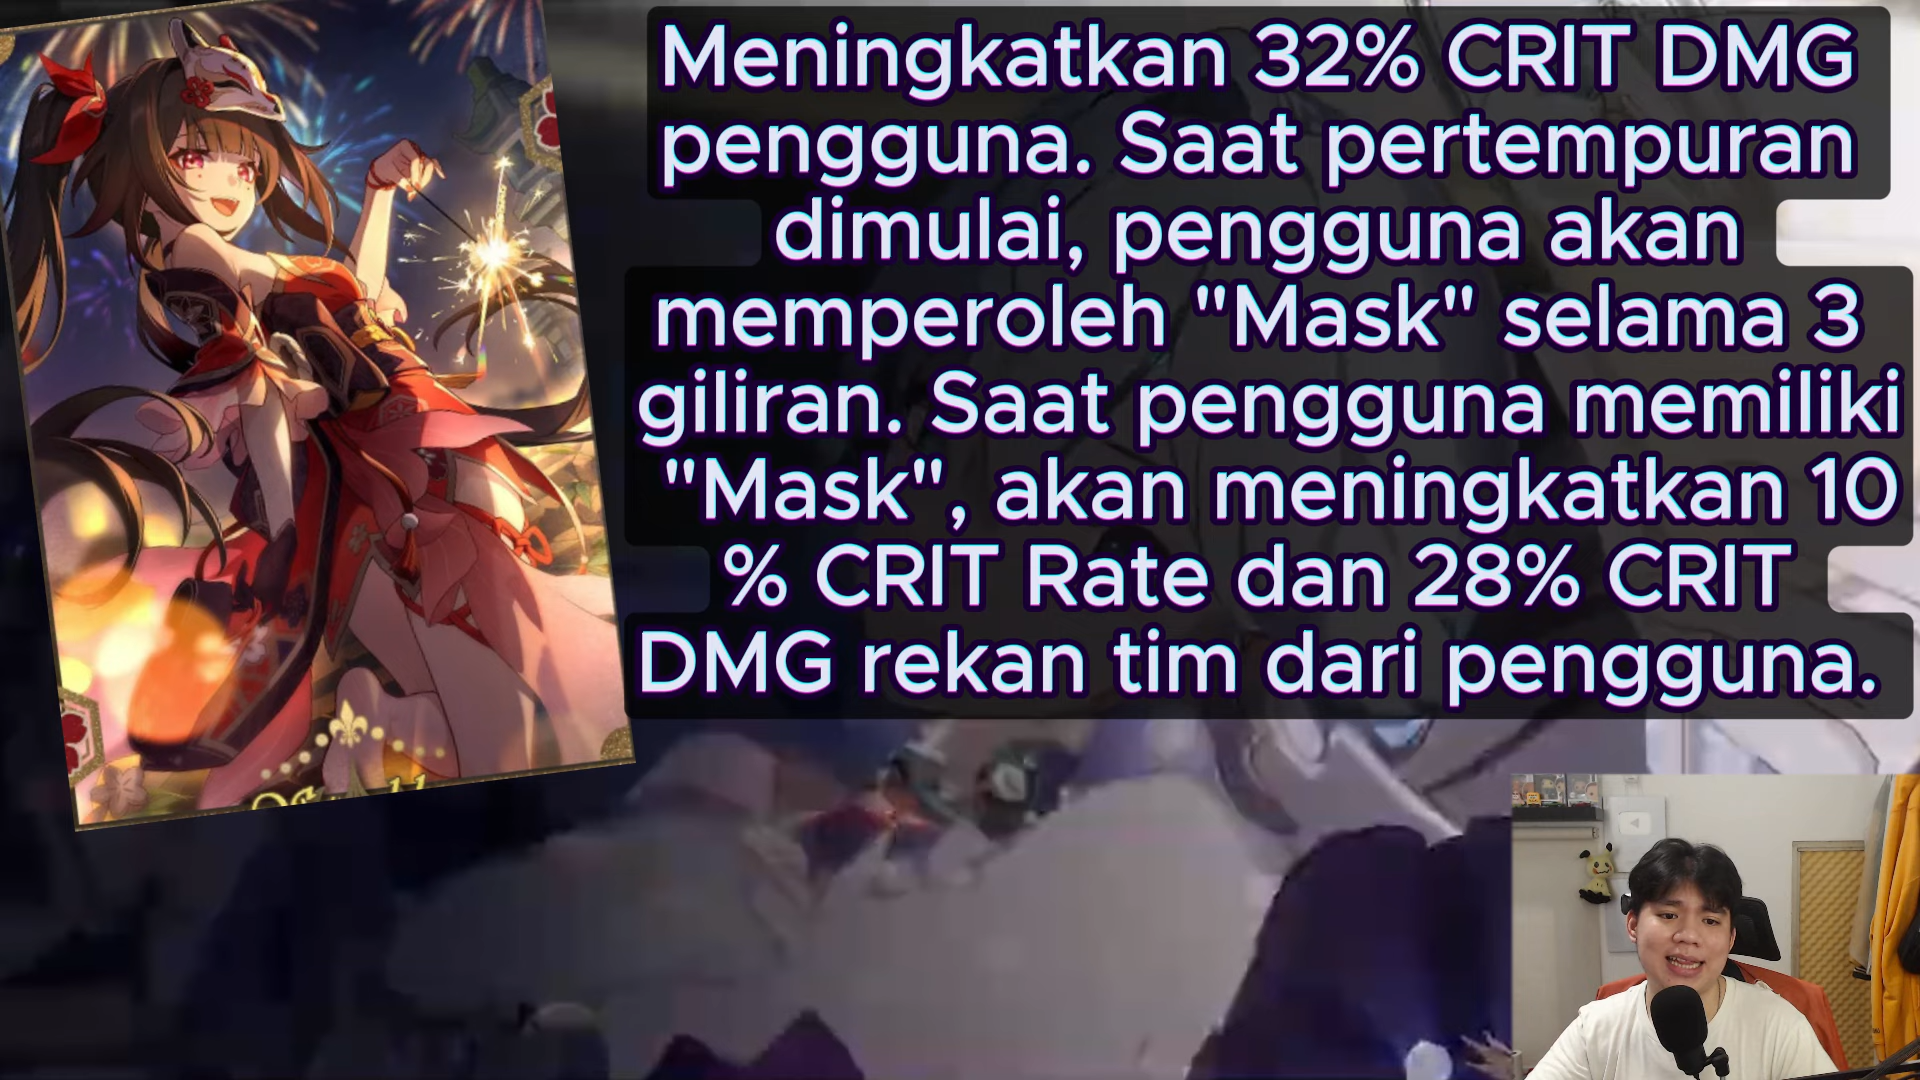 Meningkatkan 32% CRIT DMG
pengguna. Saat pertempuran
dimulai, pengguna akan
memperoleh "Mask" selama 3
giliran. Saat pengguna memiliki
"Mask", akan meningkatkan 10
% CRIT Rate dan 28% CRIT
DMG rekan tim dari pengguna.